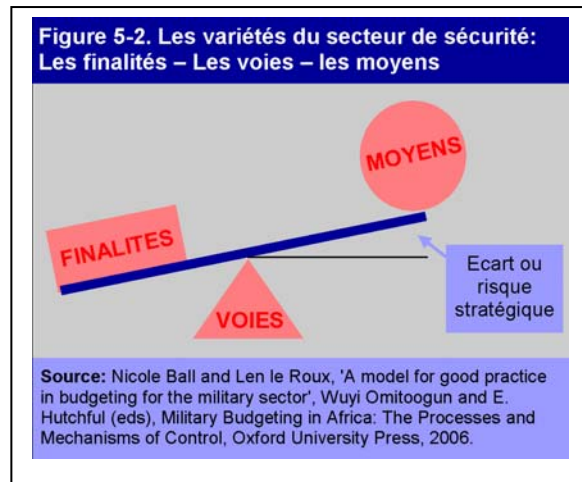 Figure 5-2. Les variétés du secteur de sécurité:
Les finalités – Les voies – les moyens
MOYENS
FINALITES
VOIES
Ecart ou
risque
stratégique
Source: Nicole Ball and Len le Roux, 'A model for good practice
in budgeting for the military sector', Wuyi Omitoogun and E.
Hutchful (eds), Military Budgeting in Africa: The Processes and
Mechanisms of Control, Oxford University Press, 2006.